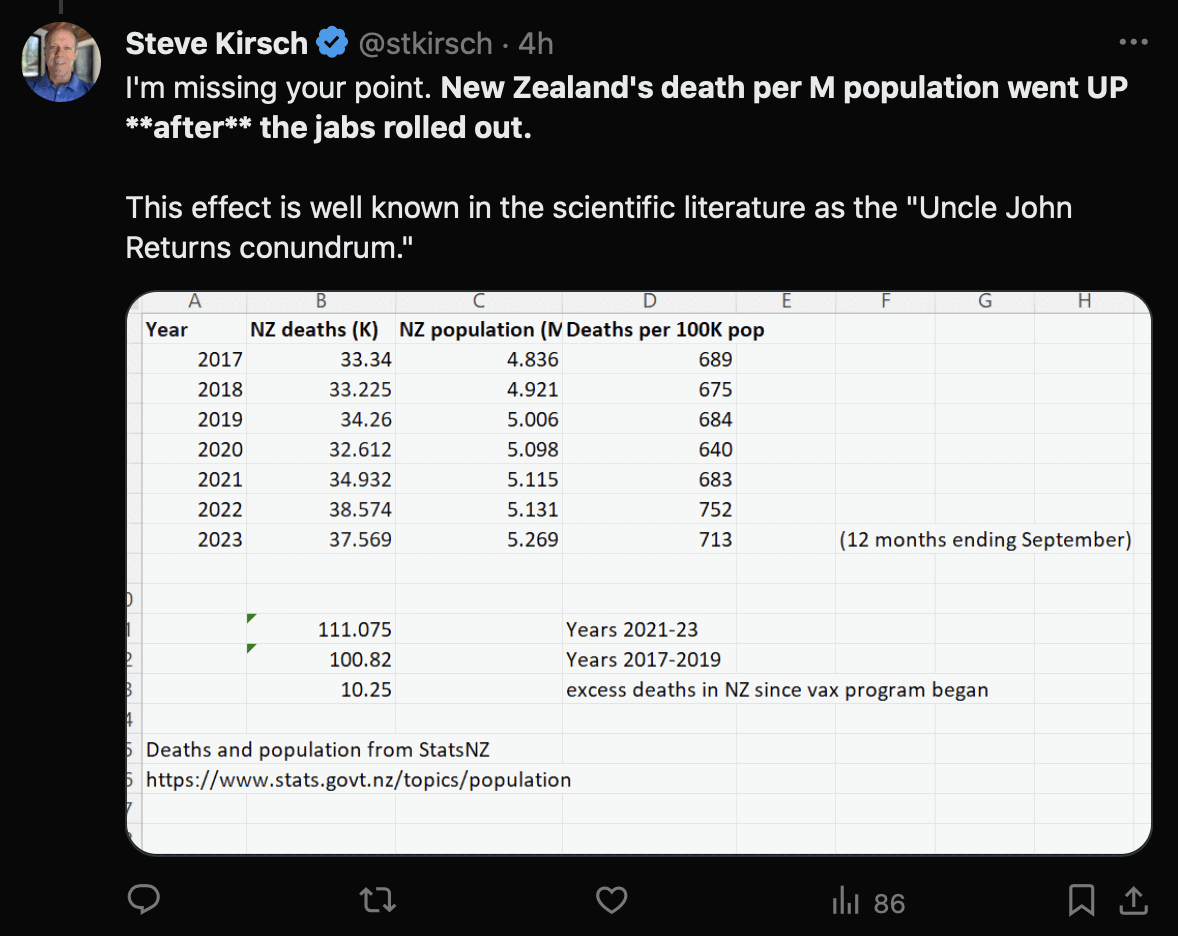 Steve Kirsch @stkirsch · 4h
I'm missing your point. New Zealand's death per M population went UP
**after** the jabs rolled out.
This effect is well known in the scientific literature as the "Uncle John
Returns conundrum."
A B C D E F G H
Year NZ deaths (K) NZ population (M Deaths per 100K pop
2017 33.34 4.836 689
2018 33.225 4.921 675
2019 34.26 5.006 684
2020 32.612 5.098 640
2021 34.932 5.115 683
2022 38.574 5.131 752
2023 37.569 5.269 713 (12 months ending September)
0
1 111.075 Years 2021-23
2 100.82 Years 2017-2019
3 10.25 excess deaths in NZ since vax program began
4
5 Deaths and population from StatsNZ
6 https://www.stats.govt.nz/topics/population
7
86